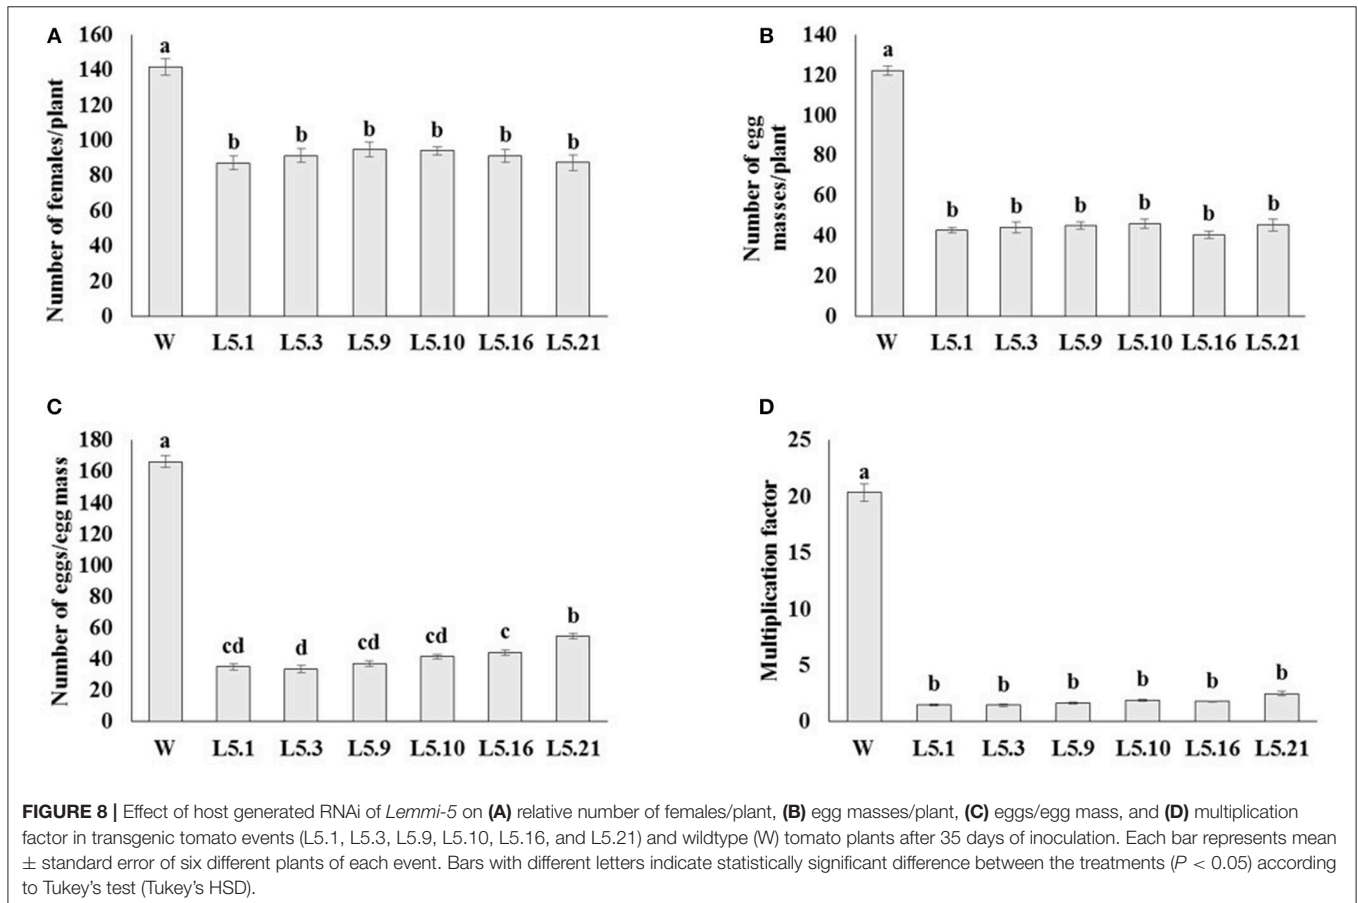 A
Number of females/plant
160
140
120
100
80
60
40
20
0
a
b
b
b
b
b
b
W L5.1 L5.3 L5.9 L5.10 L5.16 L5.21
B
Number of egg
masses/plant
140
120
100
80
60
40
20
0
a
b
b
b
b
b
b
W L5.1 L5.3 L5.9 L5.10 L5.16 L5.21
C
Number of eggs/egg mass
180
160
140
120
100
80
60
40
20
0
a
cd
d
cd
cd
c
b
W L5.1 L5.3 L5.9 L5.10 L5.16 L5.21
D
Multiplication factor
25
20
15
10
5
0
a
b
b
b
b
b
b
W L5.1 L5.3 L5.9 L5.10 L5.16 L5.21
FIGURE 8 | Effect of host generated RNAi of Lemmi-5 on (A) relative number of females/plant, (B) egg masses/plant, (C) eggs/egg mass, and (D) multiplication
factor in transgenic tomato events (L5.1, L5.3, L5.9, L5.10, L5.16, and L5.21) and wildtype (W) tomato plants after 35 days of inoculation. Each bar represents mean
± standard error of six different plants of each event. Bars with different letters indicate statistically significant difference between the treatments (P < 0.05) according
to Tukey's test (Tukey's HSD).